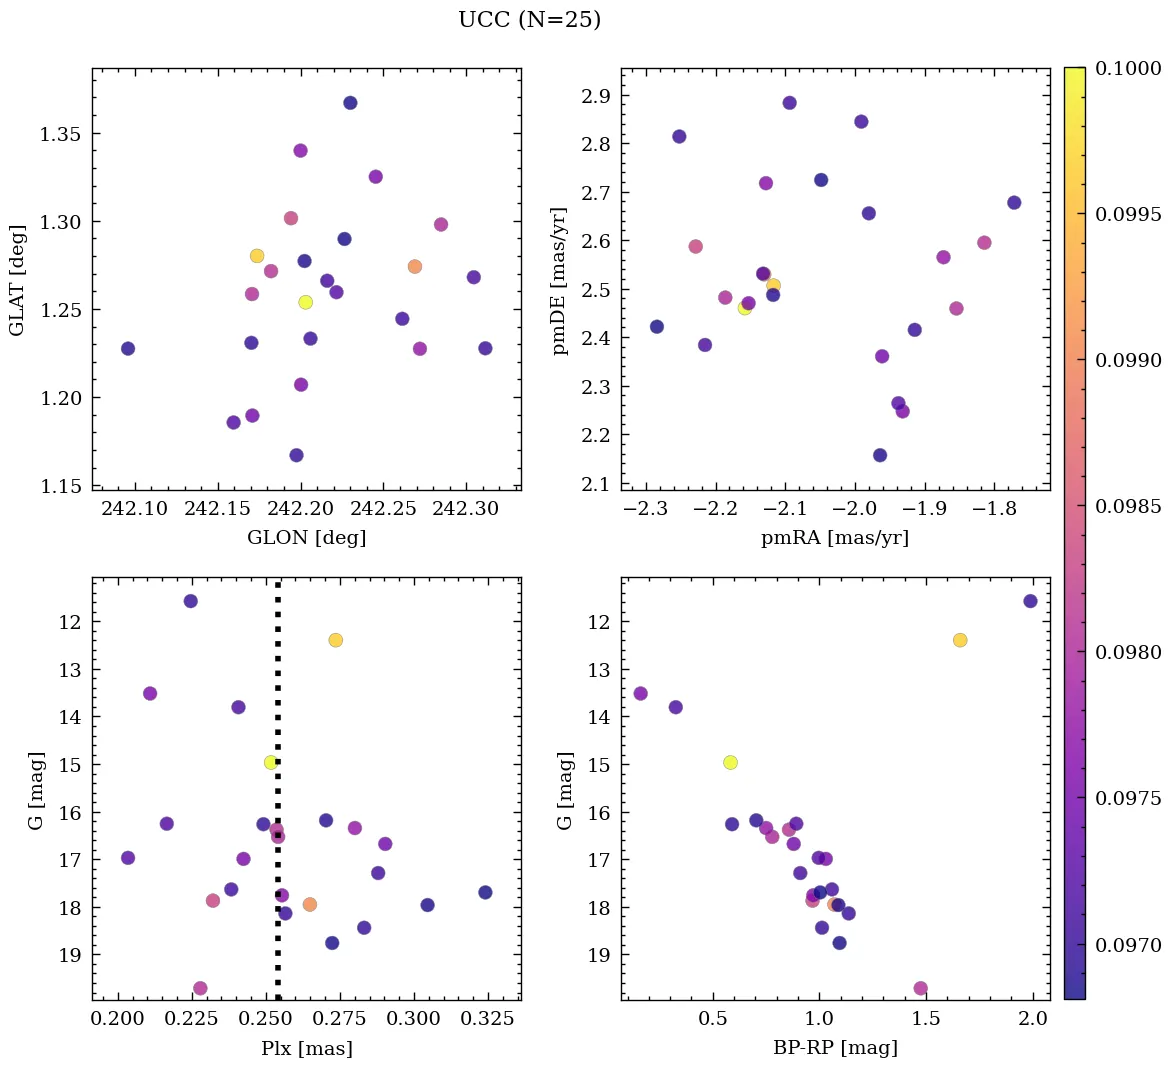 UCC (N=25)
1.35
1.30
1.25
1.20
1.15
GLAT [deg]
242.10 242.15 242.20 242.25 242.30
GLON [deg]
2.9
2.8
2.7
2.6
2.5
2.4
2.3
2.2
2.1
pmDE [mas/yr]
−2.3 −2.2 −2.1 −2.0 −1.9 −1.8
pmRA [mas/yr]
12
13
14
15
16
17
18
19
G [mag]
0.200 0.225 0.250 0.275 0.300 0.325
Plx [mas]
12
13
14
15
16
17
18
19
G [mag]
0.5 1.0 1.5 2.0
BP-RP [mag]
0.1000
0.0995
0.0990
0.0985
0.0980
0.0975
0.0970